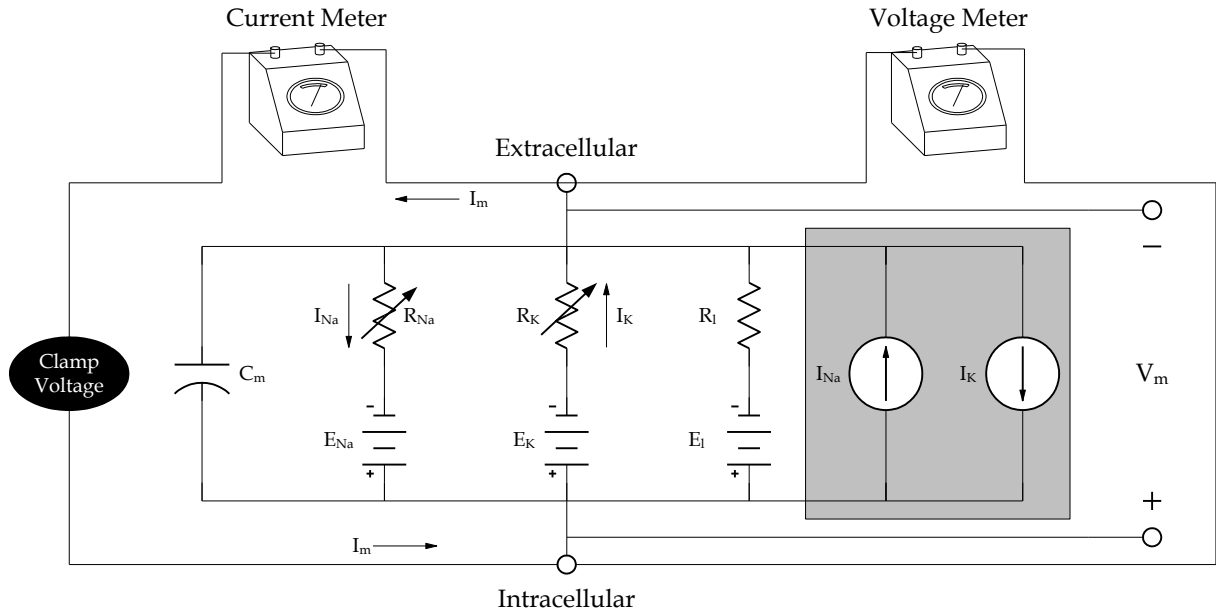 Current Meter
Voltage Meter
Extracellular
I_m
I_Na
R_Na
R_K
I_K
R_l
Clamp
Voltage
C_m
I_Na
I_K
V_m
−
-
-
-
E_Na
E_K
E_l
+
+
+
+
I_m
Intracellular